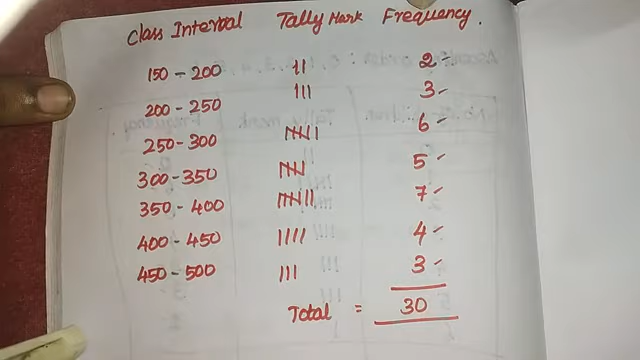 Class Interval Tally Mark Frequency.
150 - 200 || 2
200 - 250 ||| 3
250 - 300 |||| | 6
300 - 350 |||| 5
350 - 400 |||| || 7
400 - 450 |||| 4
450 - 500 ||| 3
Total = 30